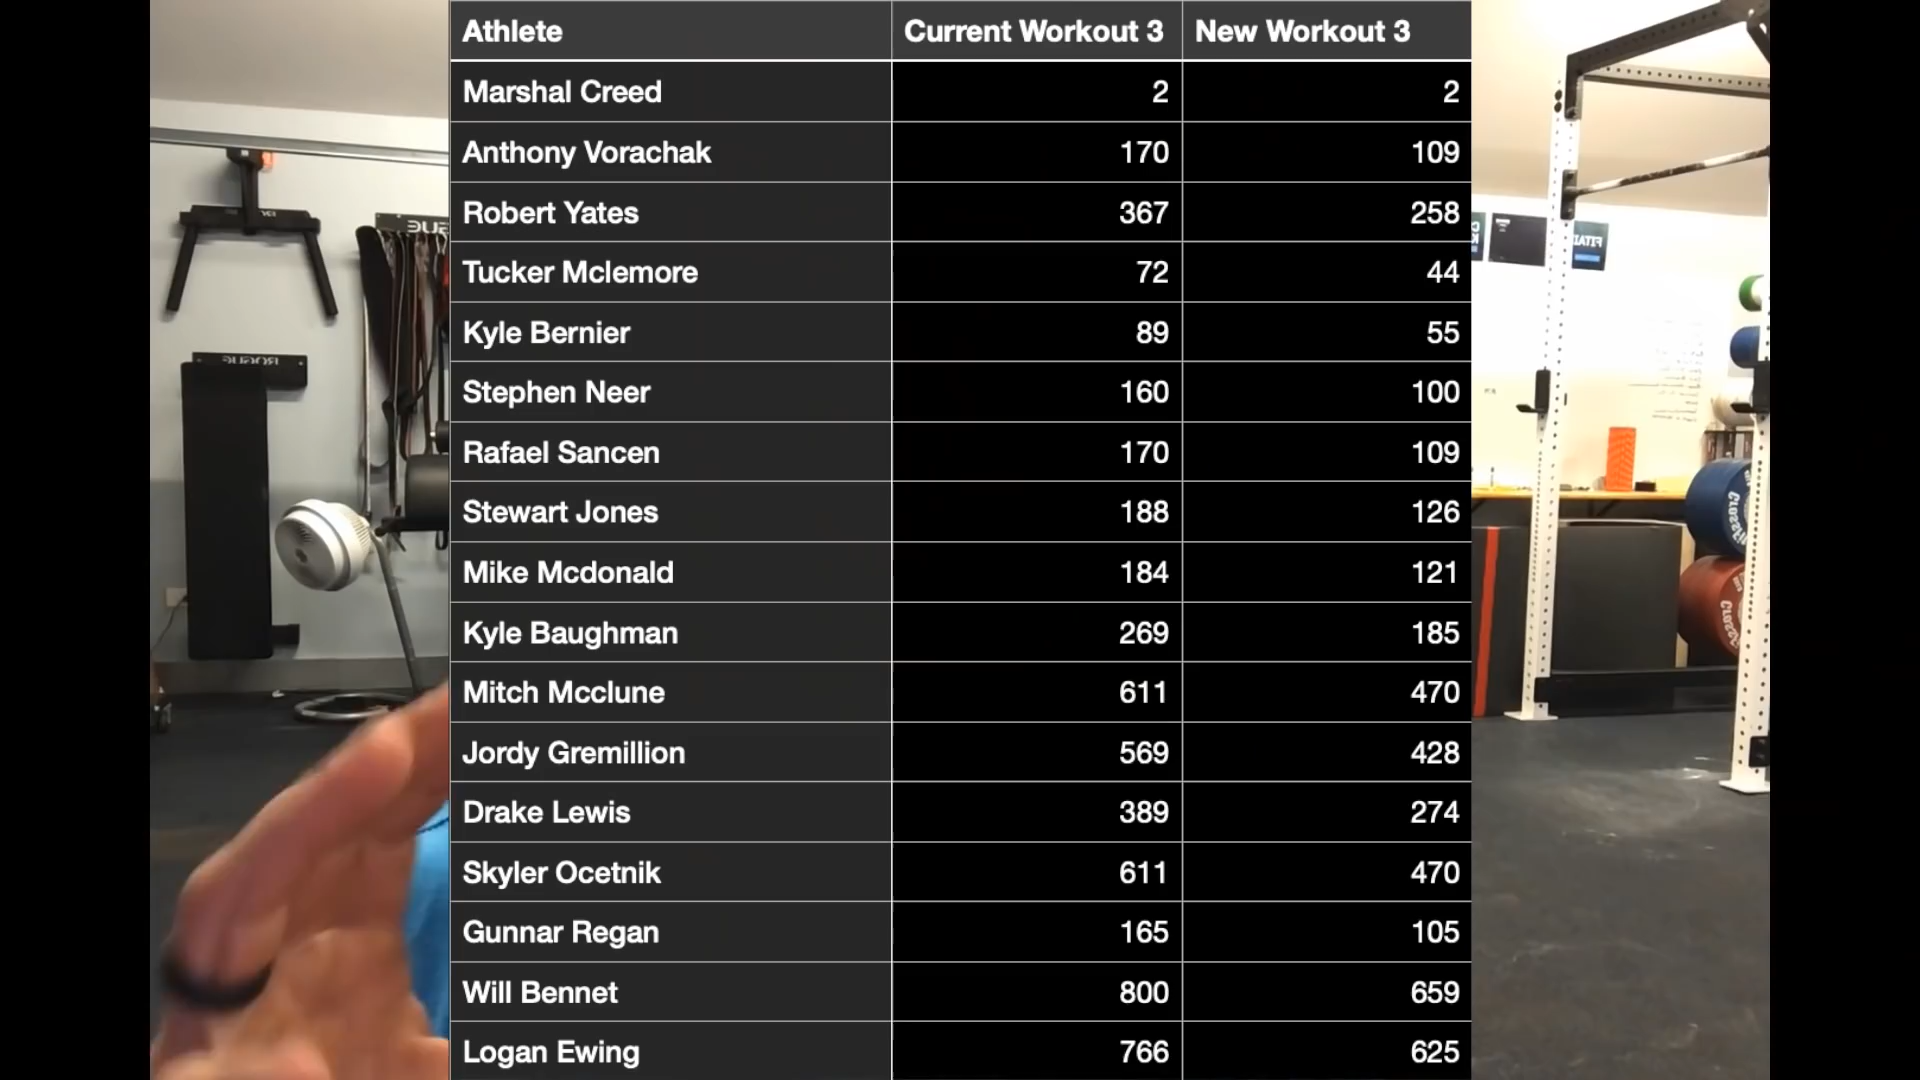 Athlete Current Workout 3 New Workout 3
Marshal Creed 2 2
Anthony Vorachak 170 109
Robert Yates 367 258
Tucker Mclemore 72 44
Kyle Bernier 89 55
Stephen Neer 160 100
Rafael Sancen 170 109
Stewart Jones 188 126
Mike Mcdonald 184 121
Kyle Baughman 269 185
Mitch Mcclune 611 470
Jordy Gremillion 569 428
Drake Lewis 389 274
Skyler Ocetnik 611 470
Gunnar Regan 165 105
Will Bennet 800 659
Logan Ewing 766 625
ROGUE
CrossFit